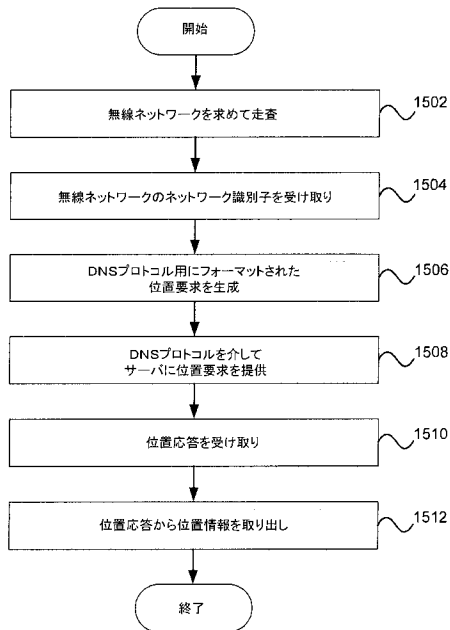 開始
無線ネットワークを求めて走査
1502
無線ネットワークのネットワーク識別子を受け取り
1504
DNSプロトコル用にフォーマットされた
位置要求を生成
1506
DNSプロトコルを介して
サーバに位置要求を提供
1508
位置応答を受け取り
1510
位置応答から位置情報を取り出し
1512
終了